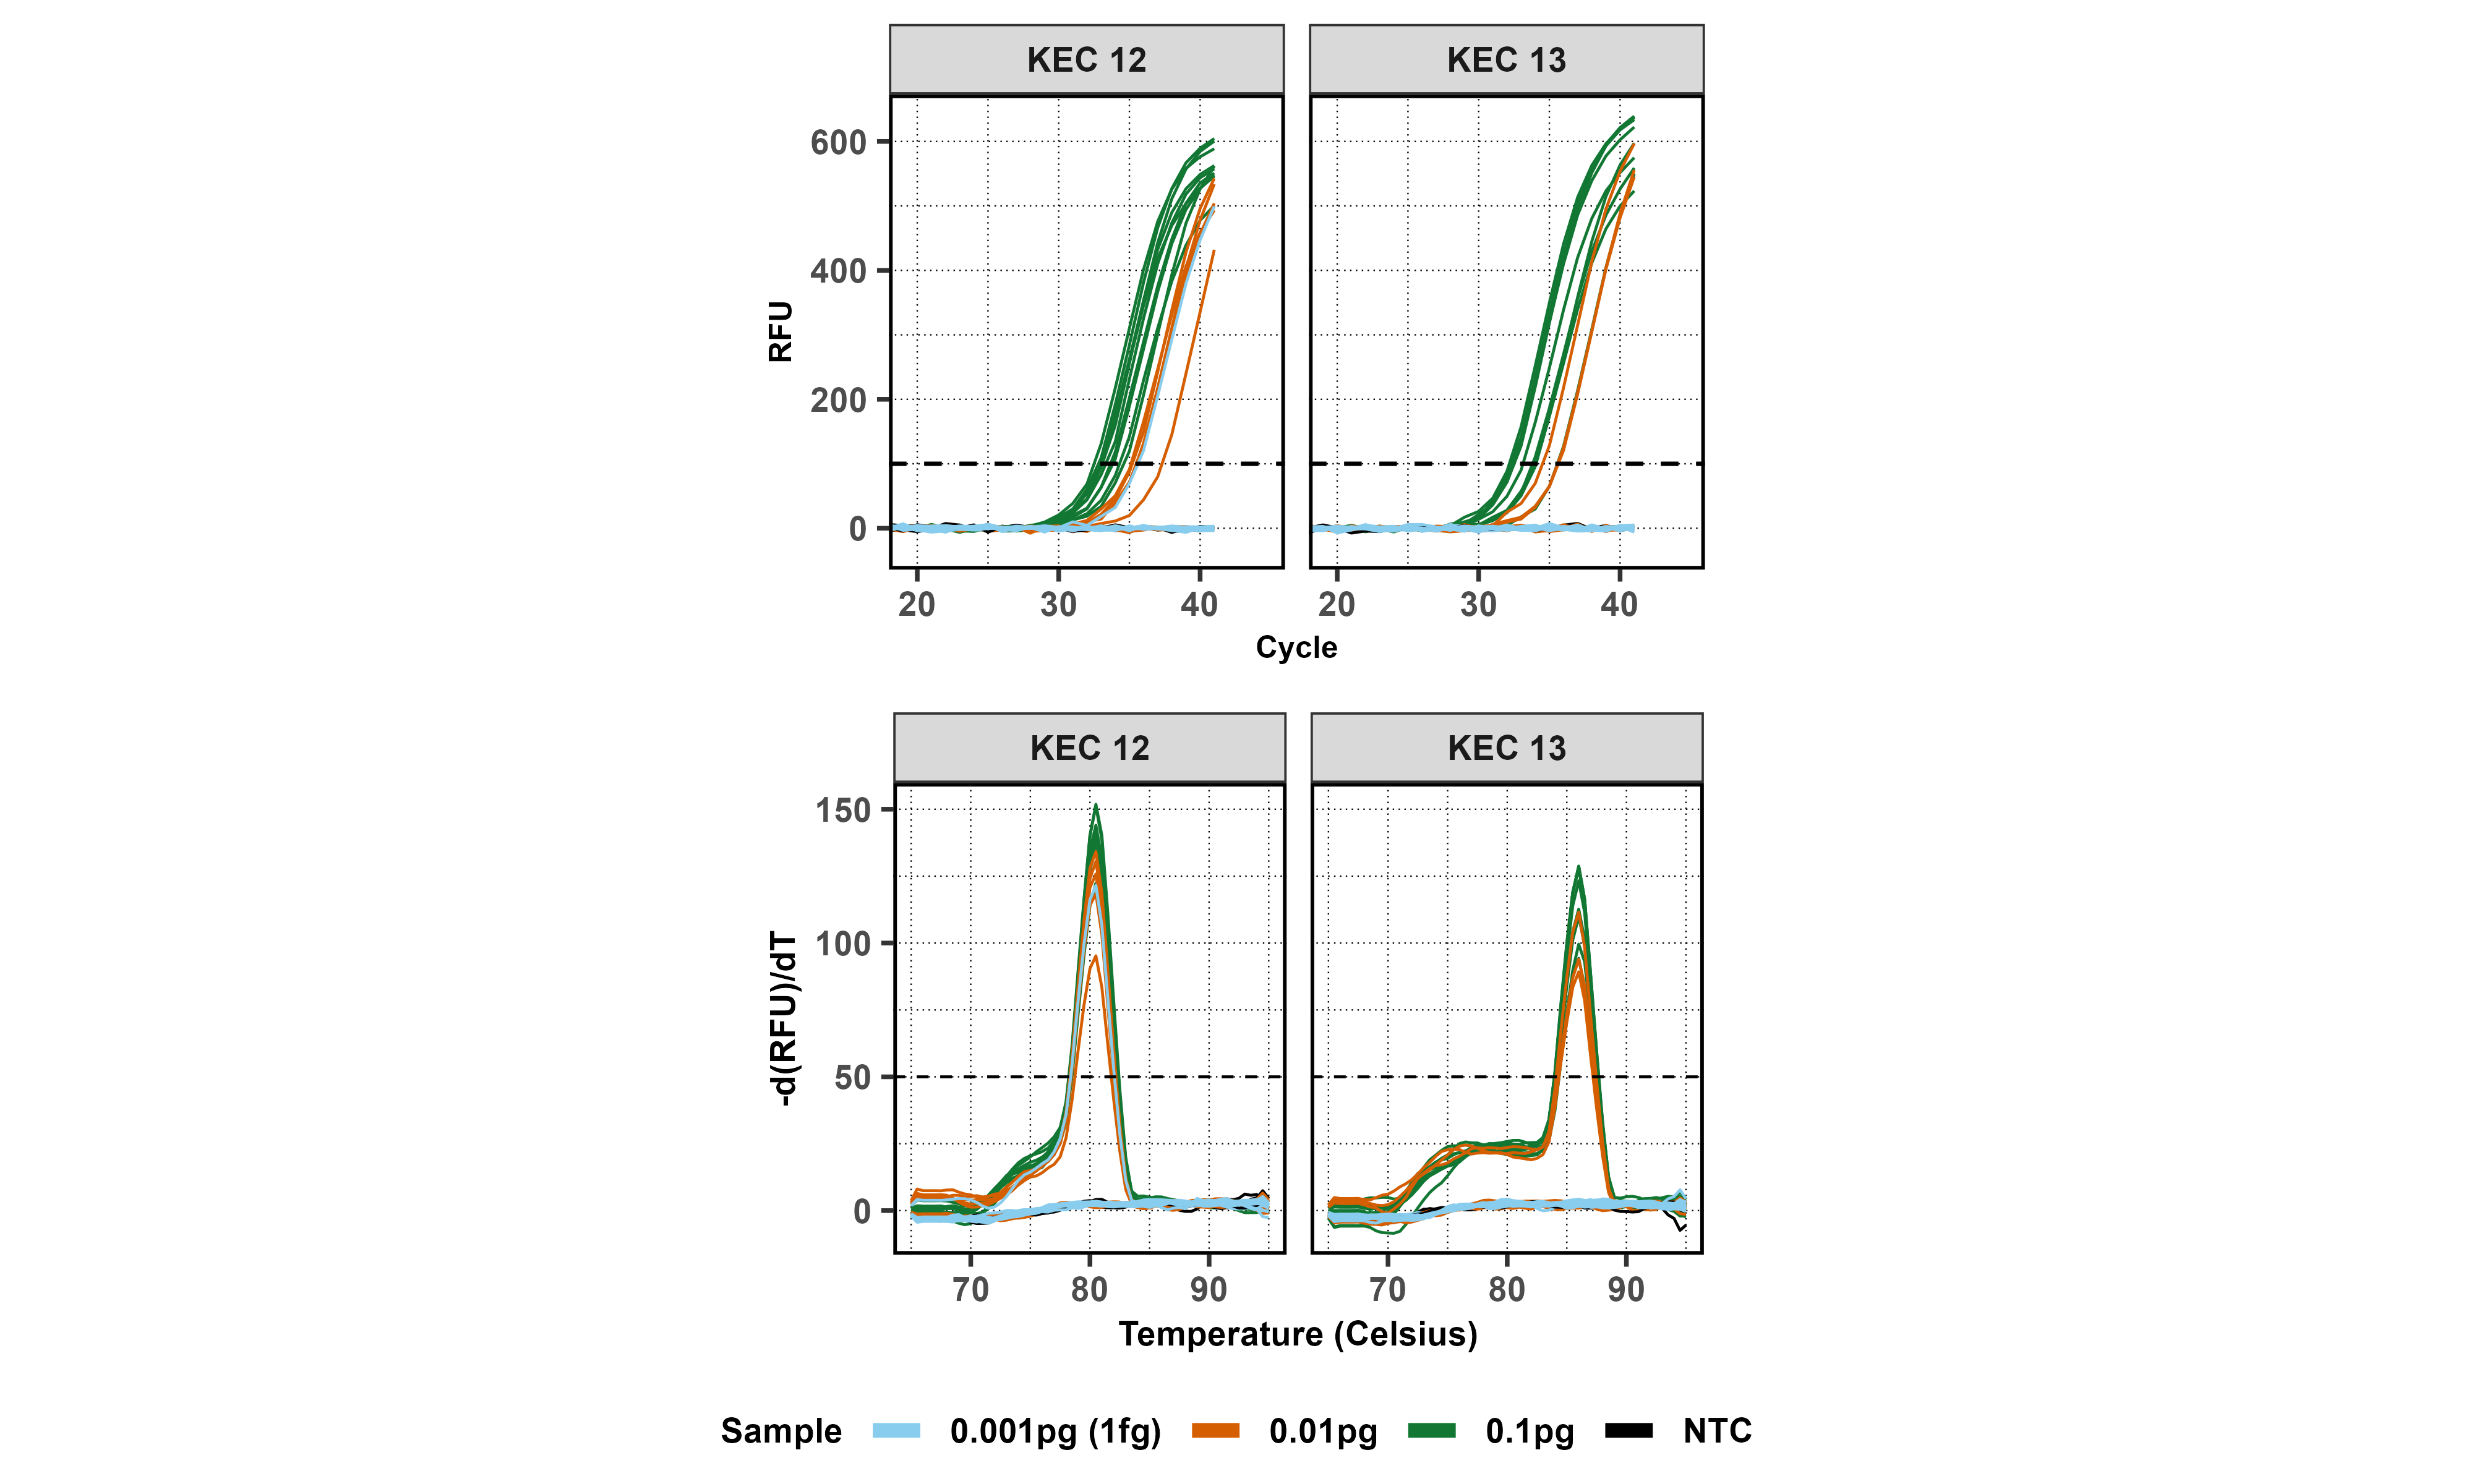 KEC 12 KEC 13
600
400
200
0
RFU
20 30 40 20 30 40
Cycle
KEC 12 KEC 13
150
100
50
0
-d(RFU)/dT
70 80 90 70 80 90
Temperature (Celsius)
Sample 0.001pg (1fg) 0.01pg 0.1pg NTC